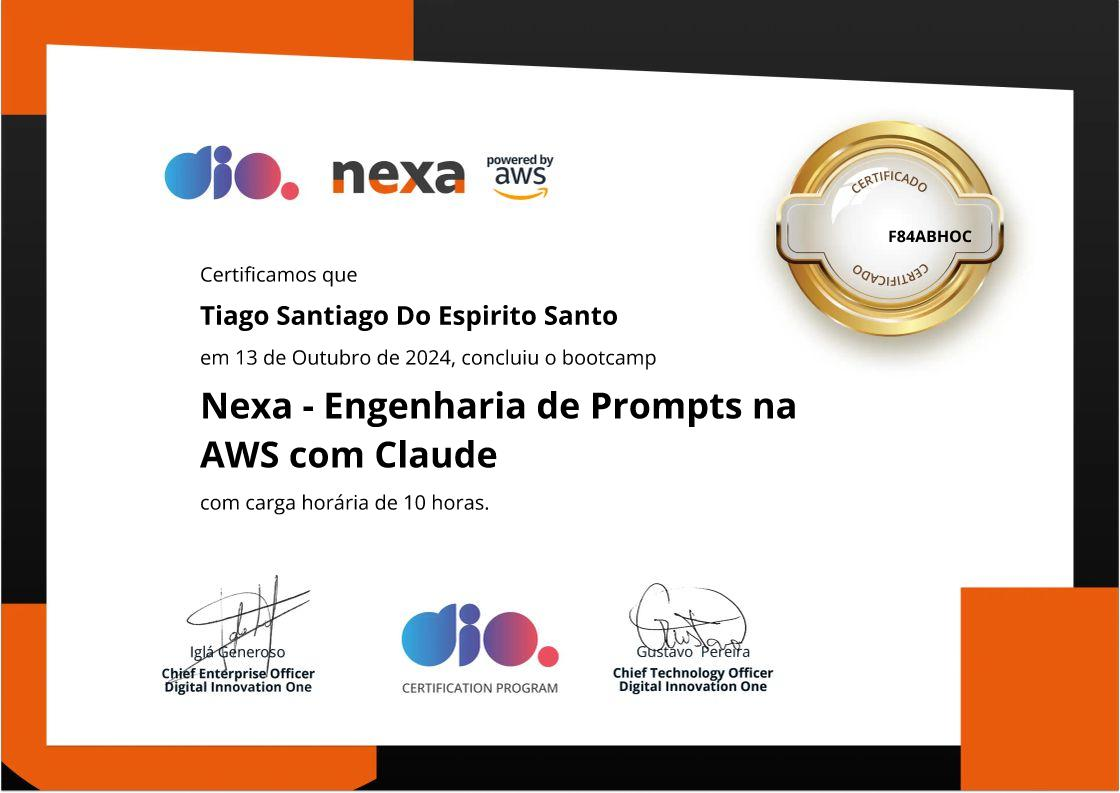 dio.
nexa
powered by
aws
CERTIFICADO
F84ABHOC
CERTIFICADO
Certificamos que
Tiago Santiago Do Espirito Santo
em 13 de Outubro de 2024, concluiu o bootcamp
Nexa - Engenharia de Prompts na
AWS com Claude
com carga horária de 10 horas.
Iglá Generoso
Chief Enterprise Officer
Digital Innovation One
dio.
CERTIFICATION PROGRAM
Gustavo
Gustavo Pereira
Chief Technology Officer
Digital Innovation One